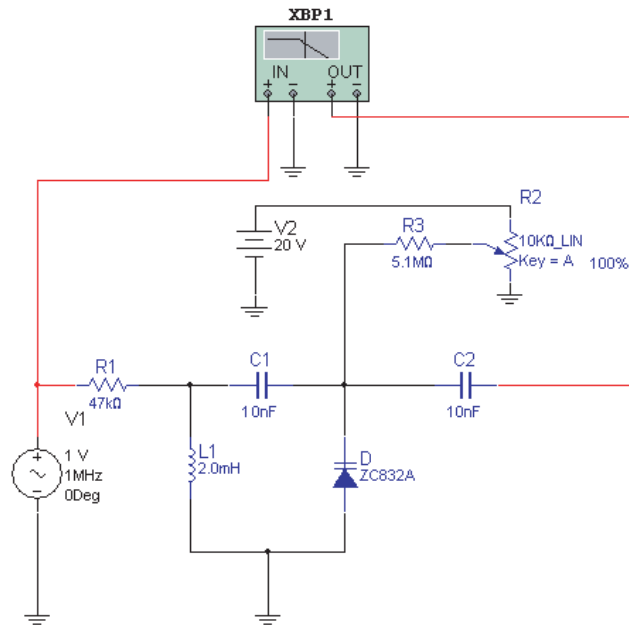 XBP1
IN OUT
+ − + −
R2
V2
20 V
R3
5.1MΩ
10KΩ_LIN
Key = A 100%
R1
47kΩ
C1
10nF
C2
10nF
V1
1 V
1MHz
0Deg
L1
2.0mH
D
ZC832A